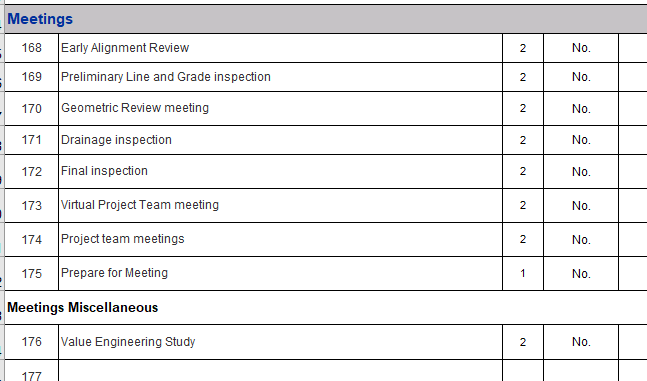 Meetings
168 Early Alignment Review 2 No.
169 Preliminary Line and Grade inspection 2 No.
170 Geometric Review meeting 2 No.
171 Drainage inspection 2 No.
172 Final inspection 2 No.
173 Virtual Project Team meeting 2 No.
174 Project team meetings 2 No.
175 Prepare for Meeting 1 No.
Meetings Miscellaneous
176 Value Engineering Study 2 No.
177